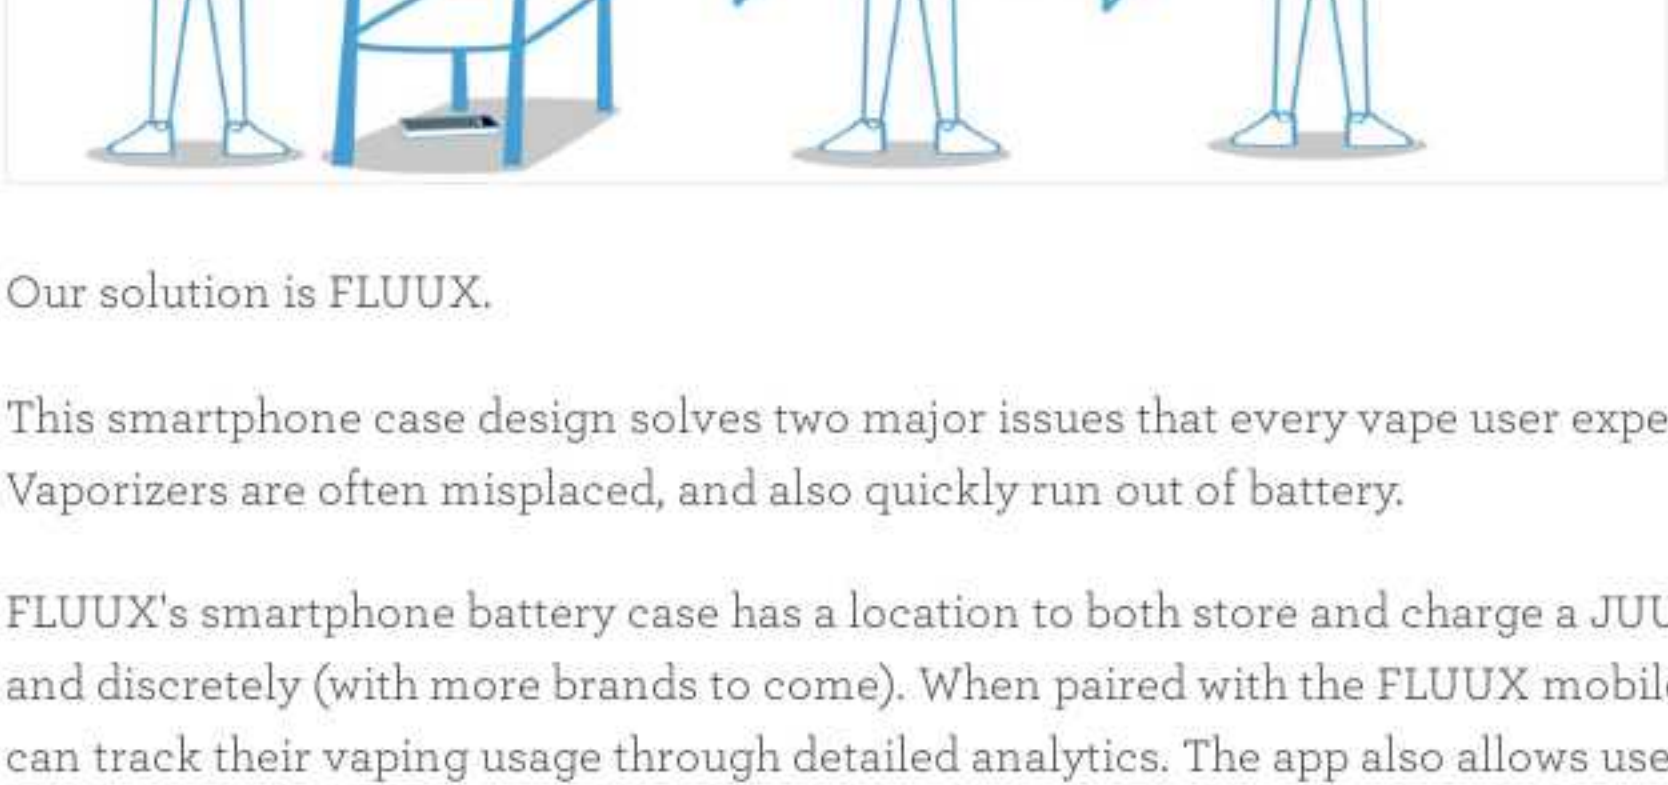 Our solution is FLUUX.
This smartphone case design solves two major issues that every vape user expe
Vaporizers are often misplaced, and also quickly run out of battery.
FLUUX's smartphone battery case has a location to both store and charge a JUU
and discretely (with more brands to come). When paired with the FLUUX mobile
can track their vaping usage through detailed analytics. The app also allows use